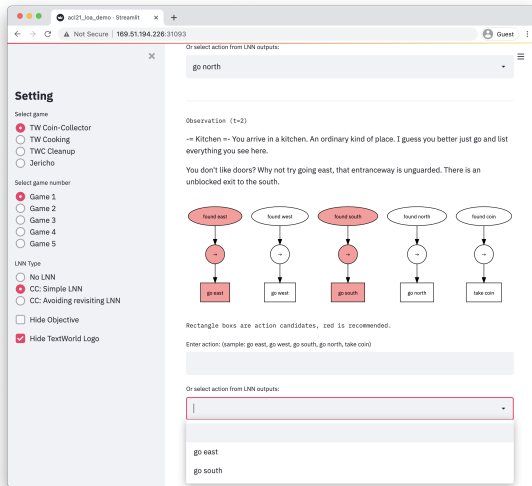 acl21_loa_demo · Streamlit
Not Secure | 169.51.194.226:31093
Guest
Setting
Select game
TW Coin-Collector
TW Cooking
TWC Cleanup
Jericho
Select game number
Game 1
Game 2
Game 3
Game 4
Game 5
LNN Type
No LNN
CC: Simple LNN
CC: Avoiding revisiting LNN
Hide Objective
Hide TextWorld Logo
Or select action from LNN outputs:
go north
Observation (t=2)
-= Kitchen =- You arrive in a kitchen. An ordinary kind of place. I guess you better just go and list
everything you see here.
You don't like doors? Why not try going east, that entranceway is unguarded. There is an
unblocked exit to the south.
found east found west found south found north found coin
→ → → → →
go east go west go south go north take coin
Rectangle boxs are action candidates, red is recommended.
Enter action: (sample: go east, go west, go south, go north, take coin)
Or select action from LNN outputs:
go east
go south